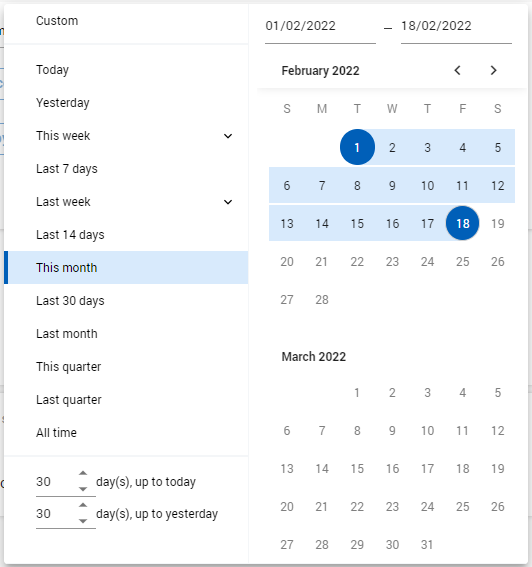 Custom
Today
Yesterday
This week
Last 7 days
Last week
Last 14 days
This month
Last 30 days
Last month
This quarter
Last quarter
All time
30 day(s), up to today
30 day(s), up to yesterday
01/02/2022 – 18/02/2022
February 2022
S M T W T F S
1 2 3 4 5
6 7 8 9 10 11 12
13 14 15 16 17 18 19
20 21 22 23 24 25 26
27 28
March 2022
1 2 3 4 5
6 7 8 9 10 11 12
13 14 15 16 17 18 19
20 21 22 23 24 25 26
27 28 29 30 31